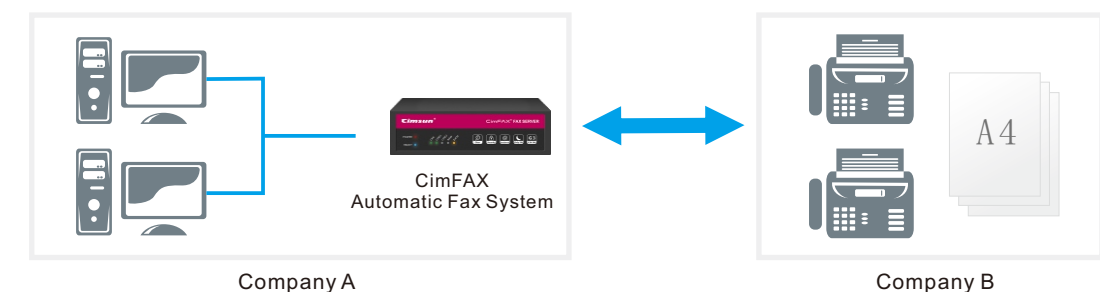 Cimsun® CimFAX® FAX SERVER
CimFAX
Automatic Fax System
A4
Company A
Company B